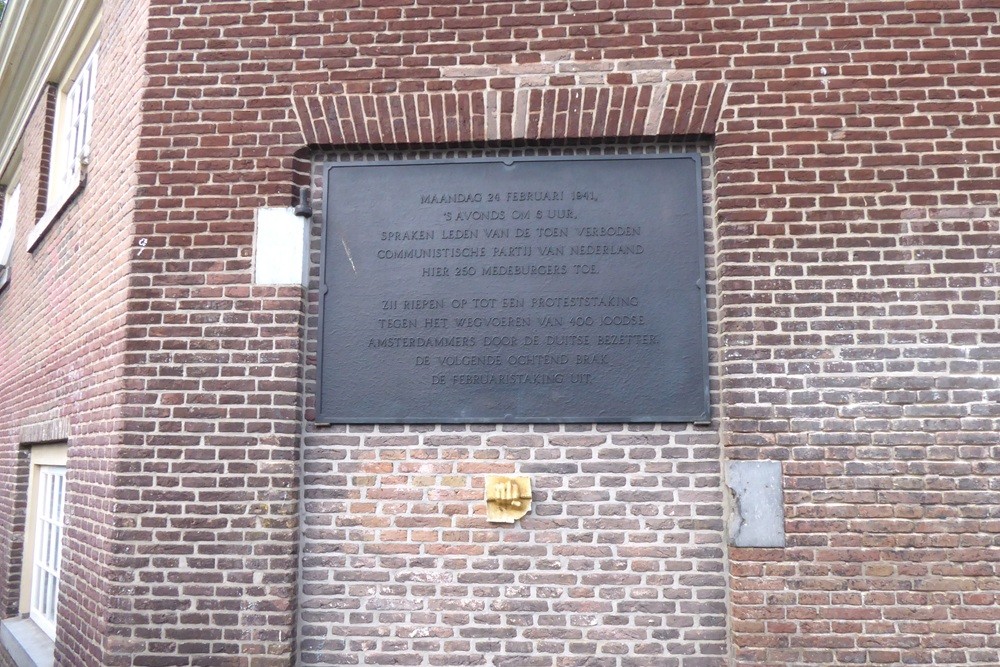 MAANDAG 24 FEBRUARI 1941,
'S AVONDS OM 6 UUR,
SPRAKEN LEDEN VAN DE TOEN VERBODEN
COMMUNISTISCHE PARTIJ VAN NEDERLAND
HIER 250 MEDEBURGERS TOE.
ZIJ RIEPEN OP TOT EEN PROTESTSTAKING
TEGEN HET WEGVOEREN VAN 400 JOODSE
AMSTERDAMMERS DOOR DE DUITSE BEZETTER.
DE VOLGENDE OCHTEND BRAK
DE FEBRUARISTAKING UIT.